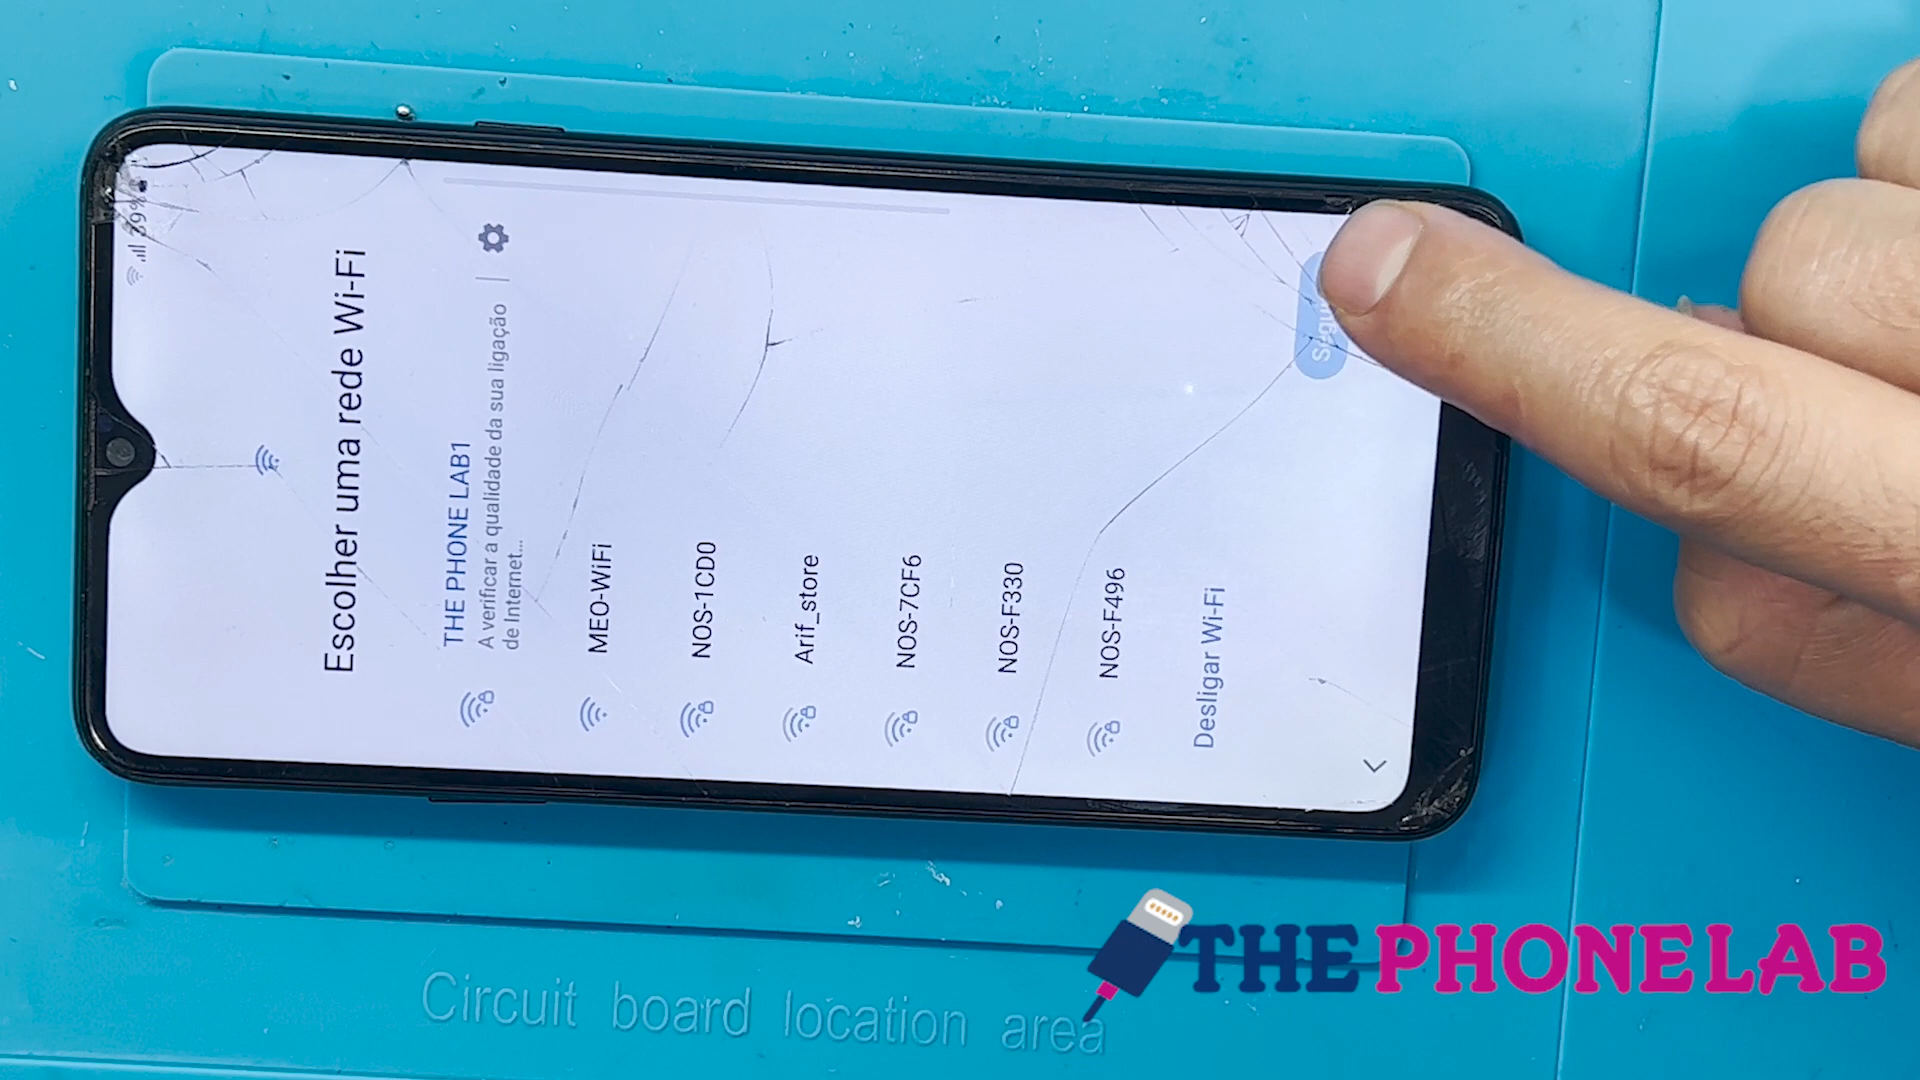 39%
Escolher uma rede Wi-Fi
THE PHONE LAB1
A verificar a qualidade da sua ligação
de Internet...
MEO-WiFi
NOS-1CD0
Arif_store
NOS-7CF6
NOS-F330
NOS-F496
Desligar Wi-Fi
Circuit board location area
THE PHONE LAB